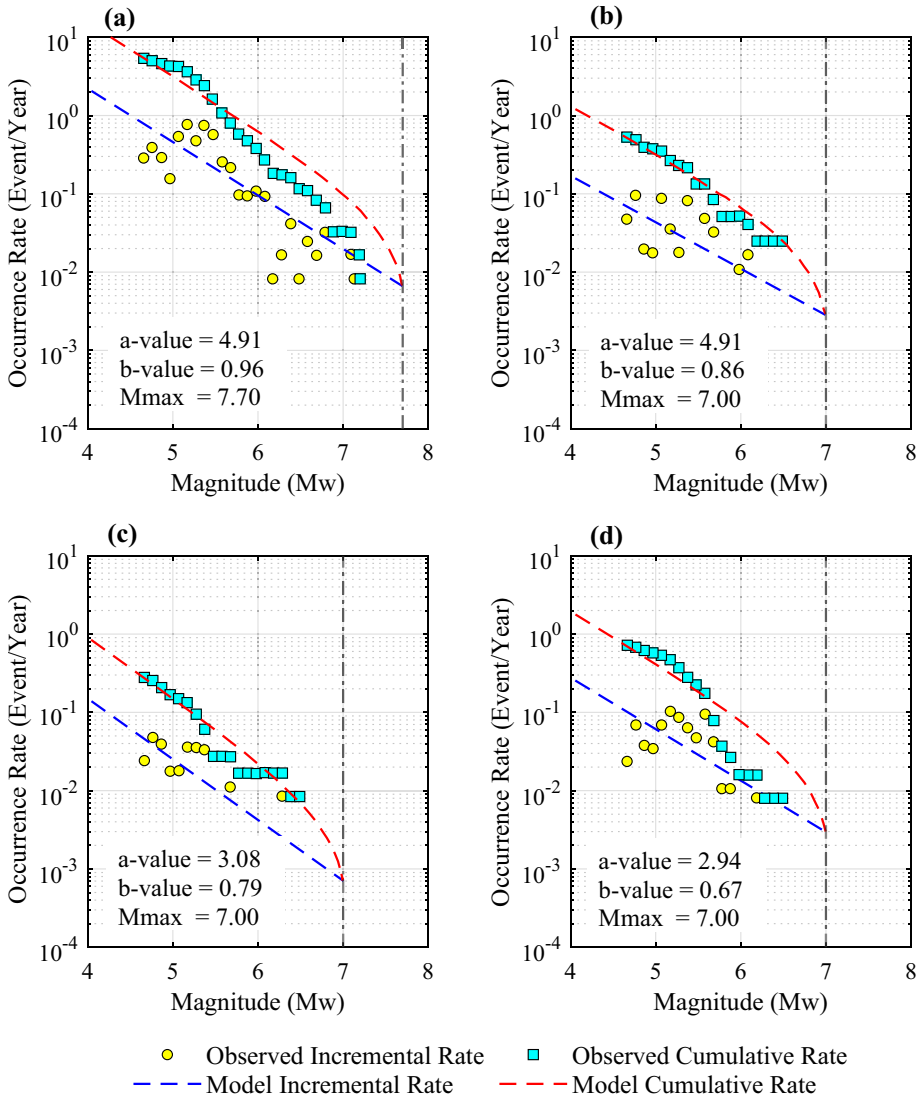 (a)
(b)
Occurrence Rate (Event/Year)
10^1
10^0
10^-1
10^-2
10^-3
10^-4
a-value = 4.91
b-value = 0.96
Mmax = 7.70
4 5 6 7 8
Magnitude (Mw)
Occurrence Rate (Event/Year)
10^1
10^0
10^-1
10^-2
10^-3
10^-4
a-value = 4.91
b-value = 0.86
Mmax = 7.00
4 5 6 7 8
Magnitude (Mw)
(c)
(d)
Occurrence Rate (Event/Year)
10^1
10^0
10^-1
10^-2
10^-3
10^-4
a-value = 3.08
b-value = 0.79
Mmax = 7.00
4 5 6 7 8
Magnitude (Mw)
Occurrence Rate (Event/Year)
10^1
10^0
10^-1
10^-2
10^-3
10^-4
a-value = 2.94
b-value = 0.67
Mmax = 7.00
4 5 6 7 8
Magnitude (Mw)
Observed Incremental Rate
Observed Cumulative Rate
Model Incremental Rate
Model Cumulative Rate